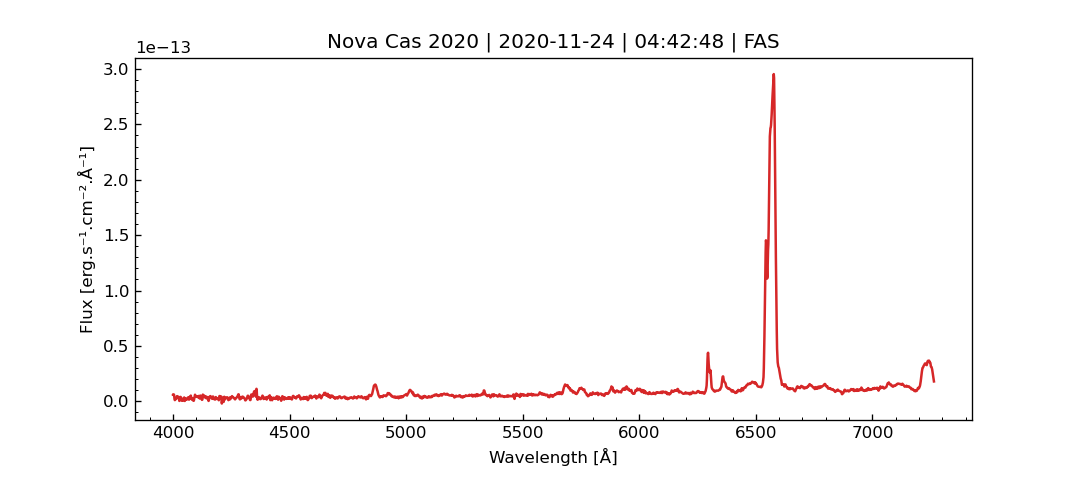 Nova Cas 2020 | 2020-11-24 | 04:42:48 | FAS
1e−13
3.0
2.5
2.0
1.5
1.0
0.5
0.0
Flux [erg.s⁻¹.cm⁻².Å⁻¹]
4000 4500 5000 5500 6000 6500 7000
Wavelength [Å]